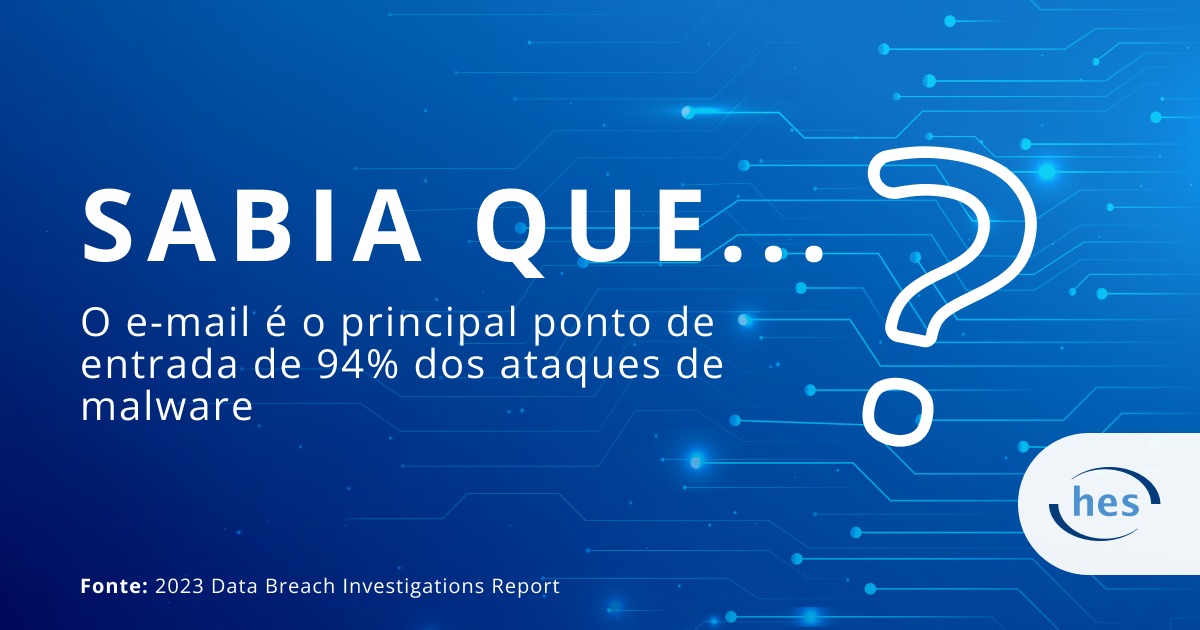 SABIA QUE...
?
O e-mail é o principal ponto de
entrada de 94% dos ataques de
malware
hes
Fonte: 2023 Data Breach Investigations Report